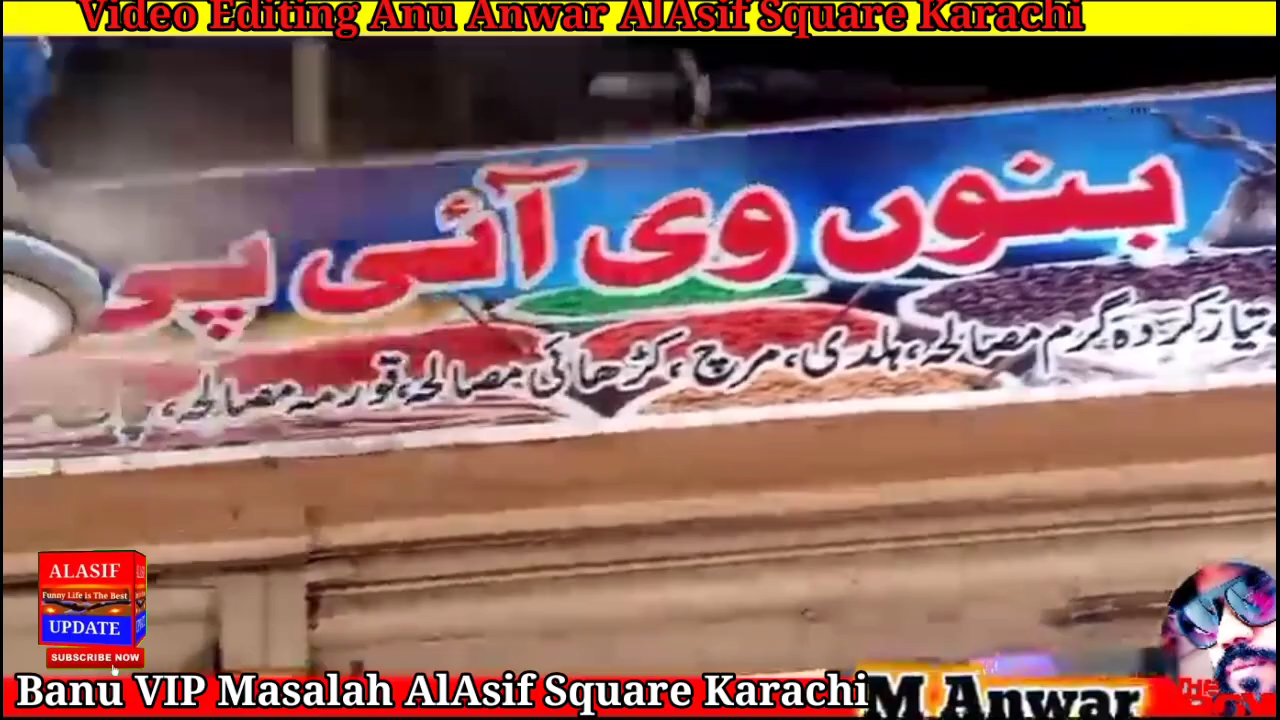 Video Editing Anu Anwar AlAsif Square Karachi
بنوں وی آئی پی
تیار کردہ گرم مصالحہ، ہلدی، مرچ، کڑھائی مصالحہ، قورمہ مصالحہ،
ALASIF
Funny Life is The Best
UPDATE
SUBSCRIBE NOW
Banu VIP Masalah AlAsif Square Karachi
M Anwar
THE